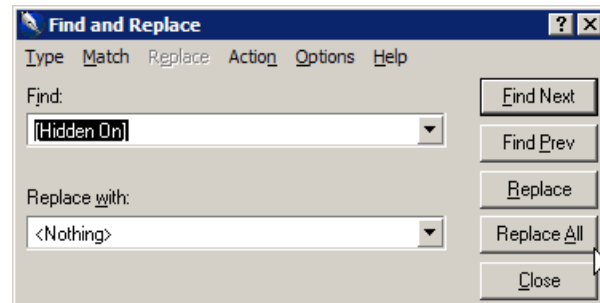 Find and Replace
Type Match Replace Action Options Help
Find:
[Hidden On]
Find Next
Find Prev
Replace with:
<Nothing>
Replace
Replace All
Close